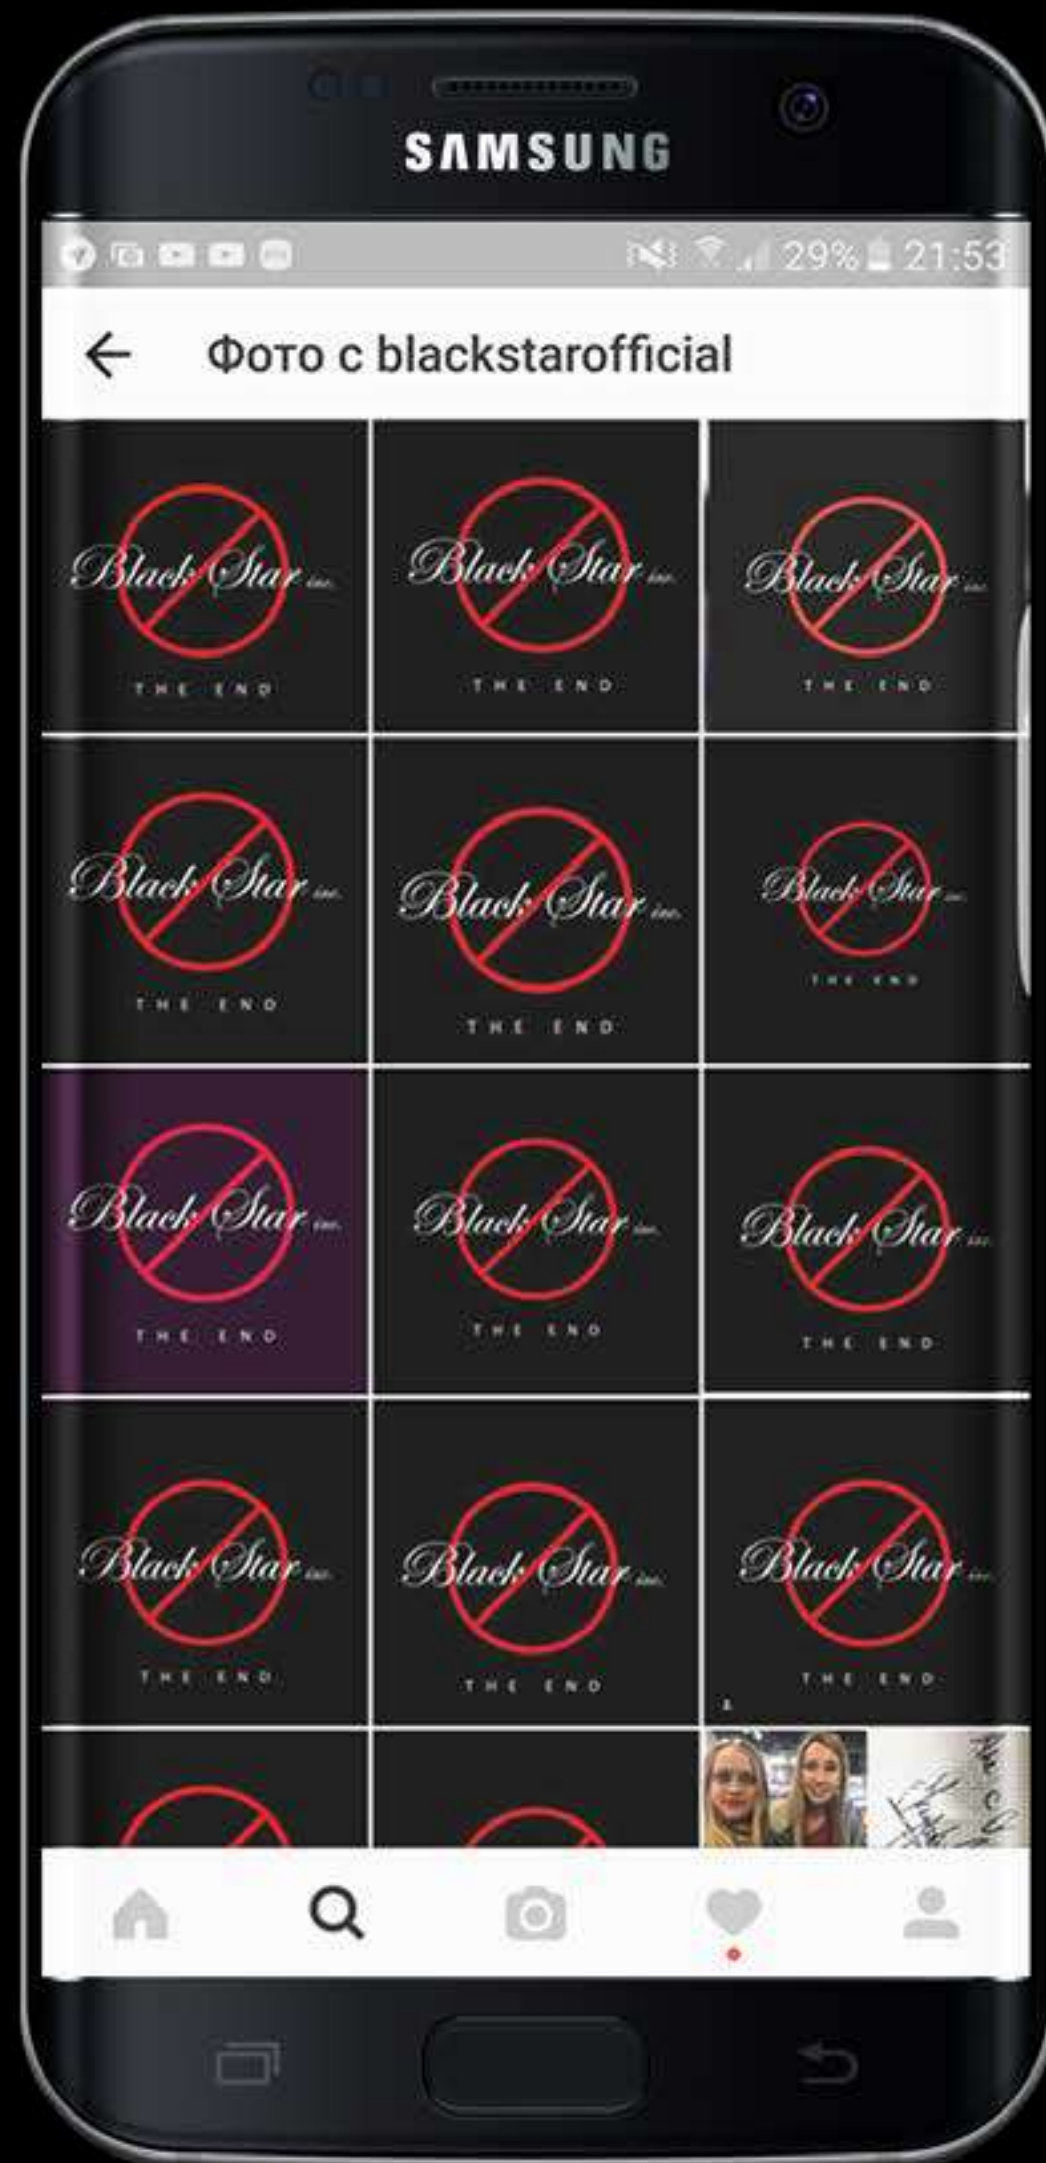 SAMSUNG
29% 21:53
Фото с blackstarofficial
Black Star inc.
THE END
Black Star inc.
THE END
Black Star inc.
THE END
Black Star inc.
THE END
Black Star inc.
THE END
Black Star inc.
THE END
Black Star inc.
THE END
Black Star inc.
THE END
Black Star inc.
THE END
Black Star inc.
THE END
Black Star inc.
THE END
Black Star inc.
THE END